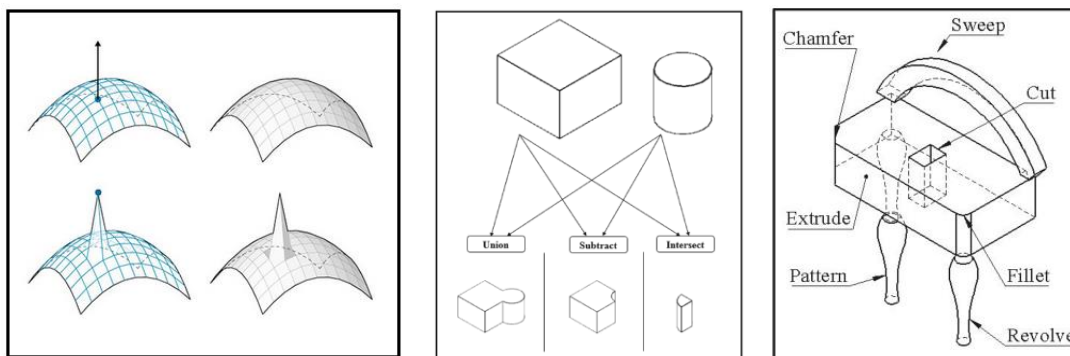 Union
Subtract
Intersect
Sweep
Chamfer
Cut
Extrude
Pattern
Fillet
Revolve